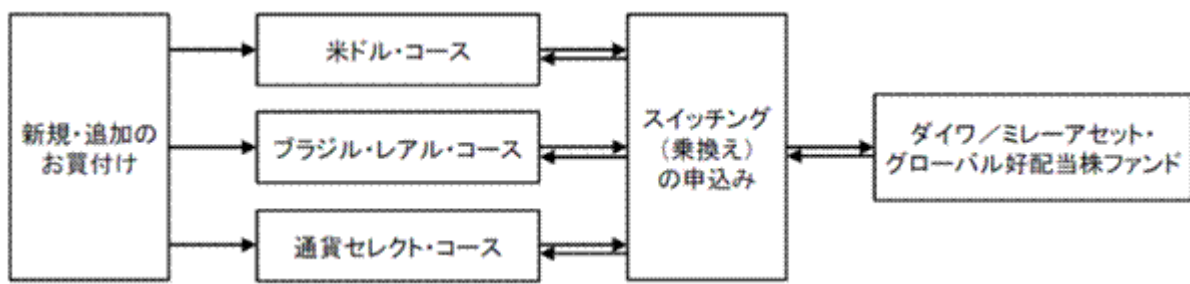 新規・追加の
お買付け
米ドル・コース
ブラジル・レアル・コース
通貨セレクト・コース
スイッチング
（乗換え）
の申込み
ダイワ／ミレーアセット・
グローバル好配当株ファンド